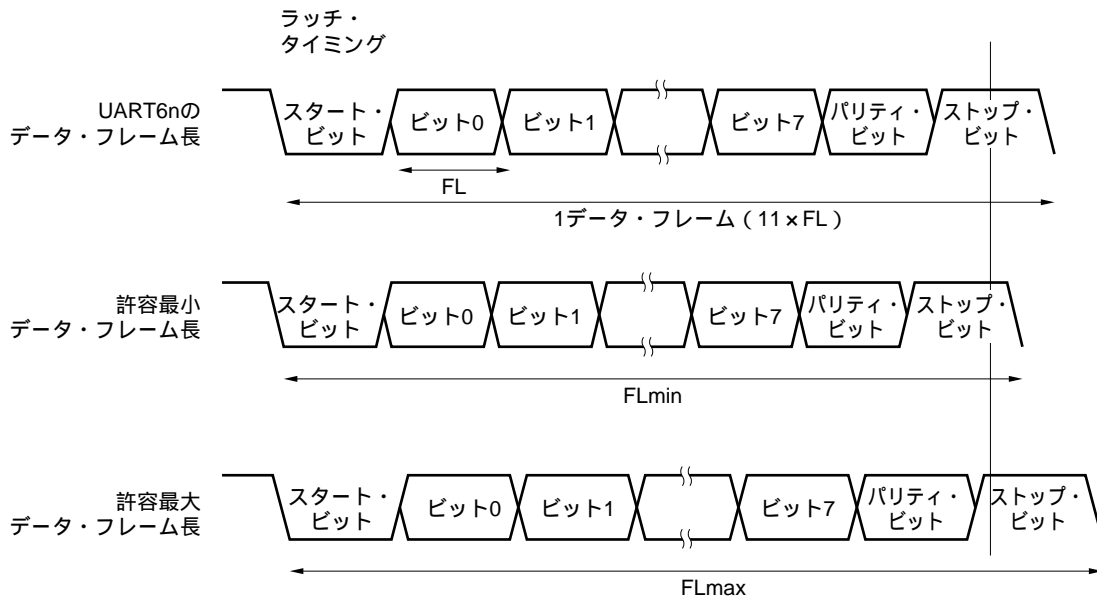 ラッチ・
タイミング
UART6nの
データ・フレーム長
スタート・
ビット
ビット0
ビット1
ビット7
パリティ・
ビット
ストップ・
ビット
FL
1データ・フレーム（11×FL）
許容最小
データ・フレーム長
スタート・
ビット
ビット0
ビット1
ビット7
パリティ・
ビット
ストップ・
ビット
FLmin
許容最大
データ・フレーム長
スタート・
ビット
ビット0
ビット1
ビット7
パリティ・
ビット
ストップ・
ビット
FLmax